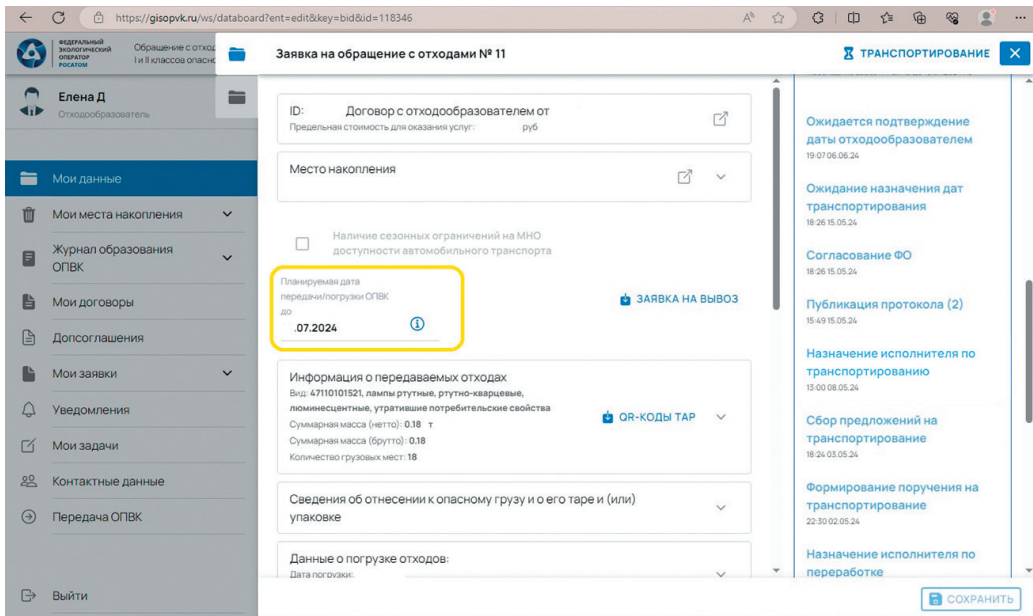 https://gisopvk.ru/ws/databoard?ent=edit&key=bid&id=118346
ФЕДЕРАЛЬНЫЙ
ЭКОЛОГИЧЕСКИЙ
ОПЕРАТОР
РОСАТОМ
Обращение с отход
I и II классов опасно
Заявка на обращение с отходами № 11
ТРАНСПОРТИРОВАНИЕ
Елена Д
Отходообразователь
Мои данные
Мои места накопления
Журнал образования
ОПВК
Мои договоры
Допсоглашения
Мои заявки
Уведомления
Мои задачи
Контактные данные
Передача ОПВК
Выйти
ID: Договор с отходообразователем от
Предельная стоимость для оказания услуг: руб
Место накопления
Наличие сезонных ограничений на МНО
доступности автомобильного транспорта
Планируемая дата
передачи/погрузки ОПВК
до
.07.2024
ЗАЯВКА НА ВЫВОЗ
Информация о передаваемых отходах
Вид: 47110101521, лампы ртутные, ртутно-кварцевые,
люминесцентные, утратившие потребительские свойства
Суммарная масса (нетто): 0.18 т
Суммарная масса (брутто): 0.18
Количество грузовых мест: 18
QR-КОДЫ ТАР
Сведения об отнесении к опасному грузу и о его таре и (или)
упаковке
Данные о погрузке отходов:
Дата погрузки:
Ожидается подтверждение
даты отходообразователем
19:07 06.06.24
Ожидание назначения дат
транспортирования
18:26 15.05.24
Согласование ФО
18:26 15.05.24
Публикация протокола (2)
15:49 15.05.24
Назначение исполнителя по
транспортированию
13:00 08.05.24
Сбор предложений на
транспортирование
18:24 03.05.24
Формирование поручения на
транспортирование
22:30 02.05.24
Назначение исполнителя по
переработке
СОХРАНИТЬ